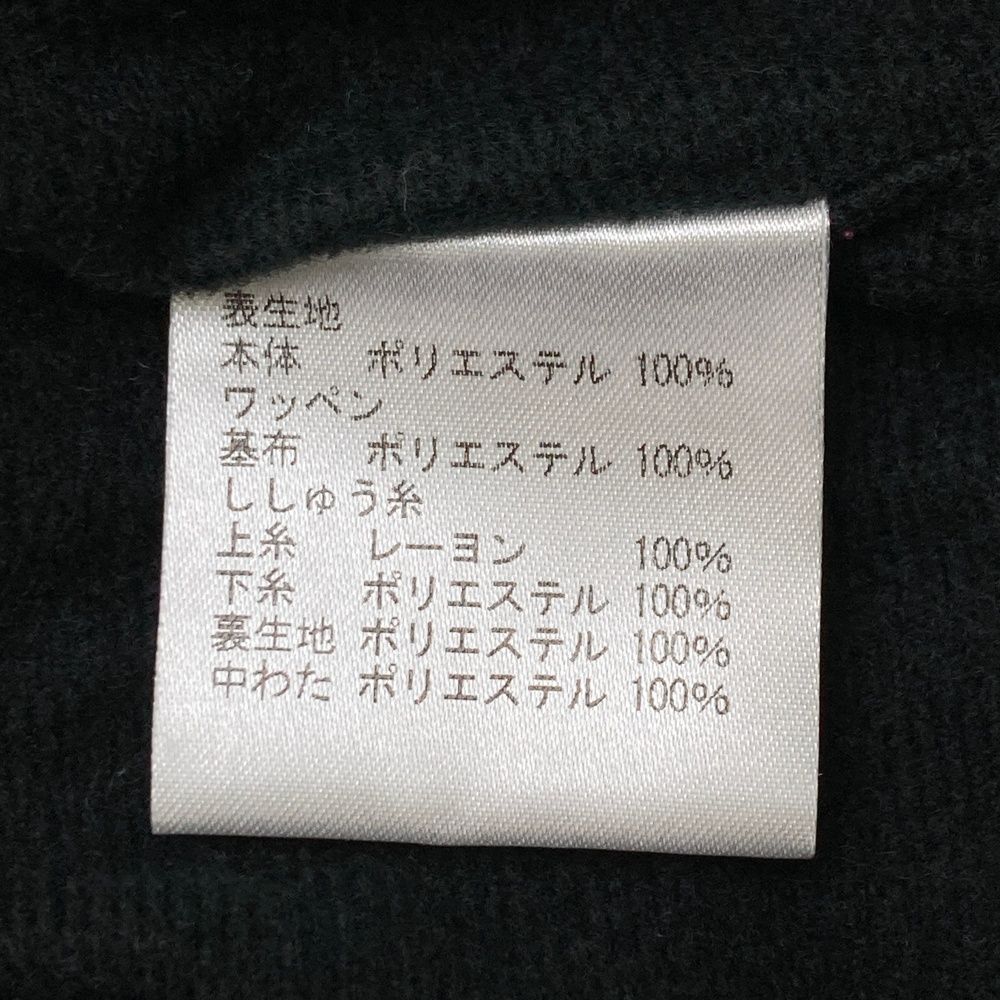 表生地
本体 ポリエステル 100%
ワッペン
基布 ポリエステル 100%
ししゅう糸
上糸 レーヨン 100%
下糸 ポリエステル 100%
裏生地 ポリエステル 100%
中わた ポリエステル 100%